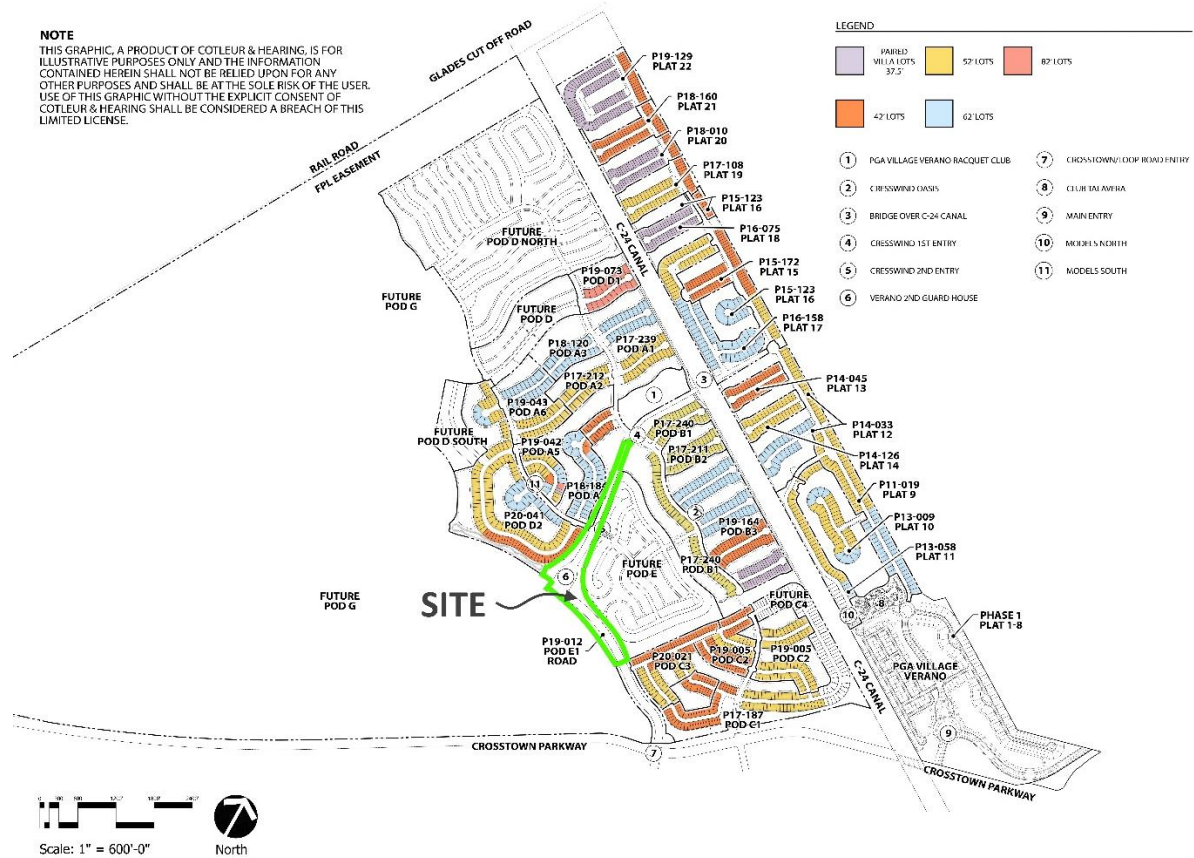 NOTE
THIS GRAPHIC, A PRODUCT OF COTLEUR & HEARING, IS FOR
ILLUSTRATIVE PURPOSES ONLY AND THE INFORMATION
CONTAINED HEREIN SHALL NOT BE RELIED UPON FOR ANY
OTHER PURPOSES AND SHALL BE AT THE SOLE RISK OF THE USER.
USE OF THIS GRAPHIC WITHOUT THE EXPLICIT CONSENT OF
COTLEUR & HEARING SHALL BE CONSIDERED A BREACH OF THIS
LIMITED LICENSE.
GLADES CUT OFF ROAD
RAIL ROAD
FPL EASEMENT
LEGEND
PAIRED
VILLA LOTS
37.5'
52' LOTS
82' LOTS
42' LOTS
62' LOTS
1 PGA VILLAGE VERANO RACQUET CLUB
2 CRESSWIND OASIS
3 BRIDGE OVER C-24 CANAL
4 CRESSWIND 1ST ENTRY
5 CRESSWIND 2ND ENTRY
6 VERANO 2ND GUARD HOUSE
7 CROSSTOWN/LOOP ROAD ENTRY
8 CLUB TALAVERA
9 MAIN ENTRY
10 MODELS NORTH
11 MODELS SOUTH
P19-129
PLAT 22
P18-160
PLAT 21
P18-010
PLAT 20
P17-108
PLAT 19
P15-123
PLAT 16
P16-075
PLAT 18
P15-172
PLAT 15
P15-123
PLAT 16
P16-158
PLAT 17
C-24 CANAL
FUTURE
POD D NORTH
P19-073
POD D1
FUTURE
POD G
FUTURE
POD D
P18-120
POD A3
P17-239
POD A1
P17-212
POD A2
3
1
P14-045
PLAT 13
P19-043
POD A6
P14-033
PLAT 12
FUTURE
POD D SOUTH
4
P17-240
POD B1
P19-042
POD A5
P17-211
POD B2
P14-126
PLAT 14
11
P18-184
POD A
P11-019
PLAT 9
P20-041
POD D2
2
P13-009
PLAT 10
P19-164
POD B3
P13-058
PLAT 11
6
FUTURE
POD E
P17-240
POD B1
FUTURE
POD G
SITE
FUTURE
POD C4
10
8
PHASE 1
PLAT 1-8
P19-012
POD E1
ROAD
P20-021
POD C3
P19-005
POD C2
P19-005
POD C2
PGA VILLAGE
VERANO
C-24 CANAL
P17-187
POD C1
9
CROSSTOWN PARKWAY
7
CROSSTOWN PARKWAY
Scale: 1" = 600'-0"
North